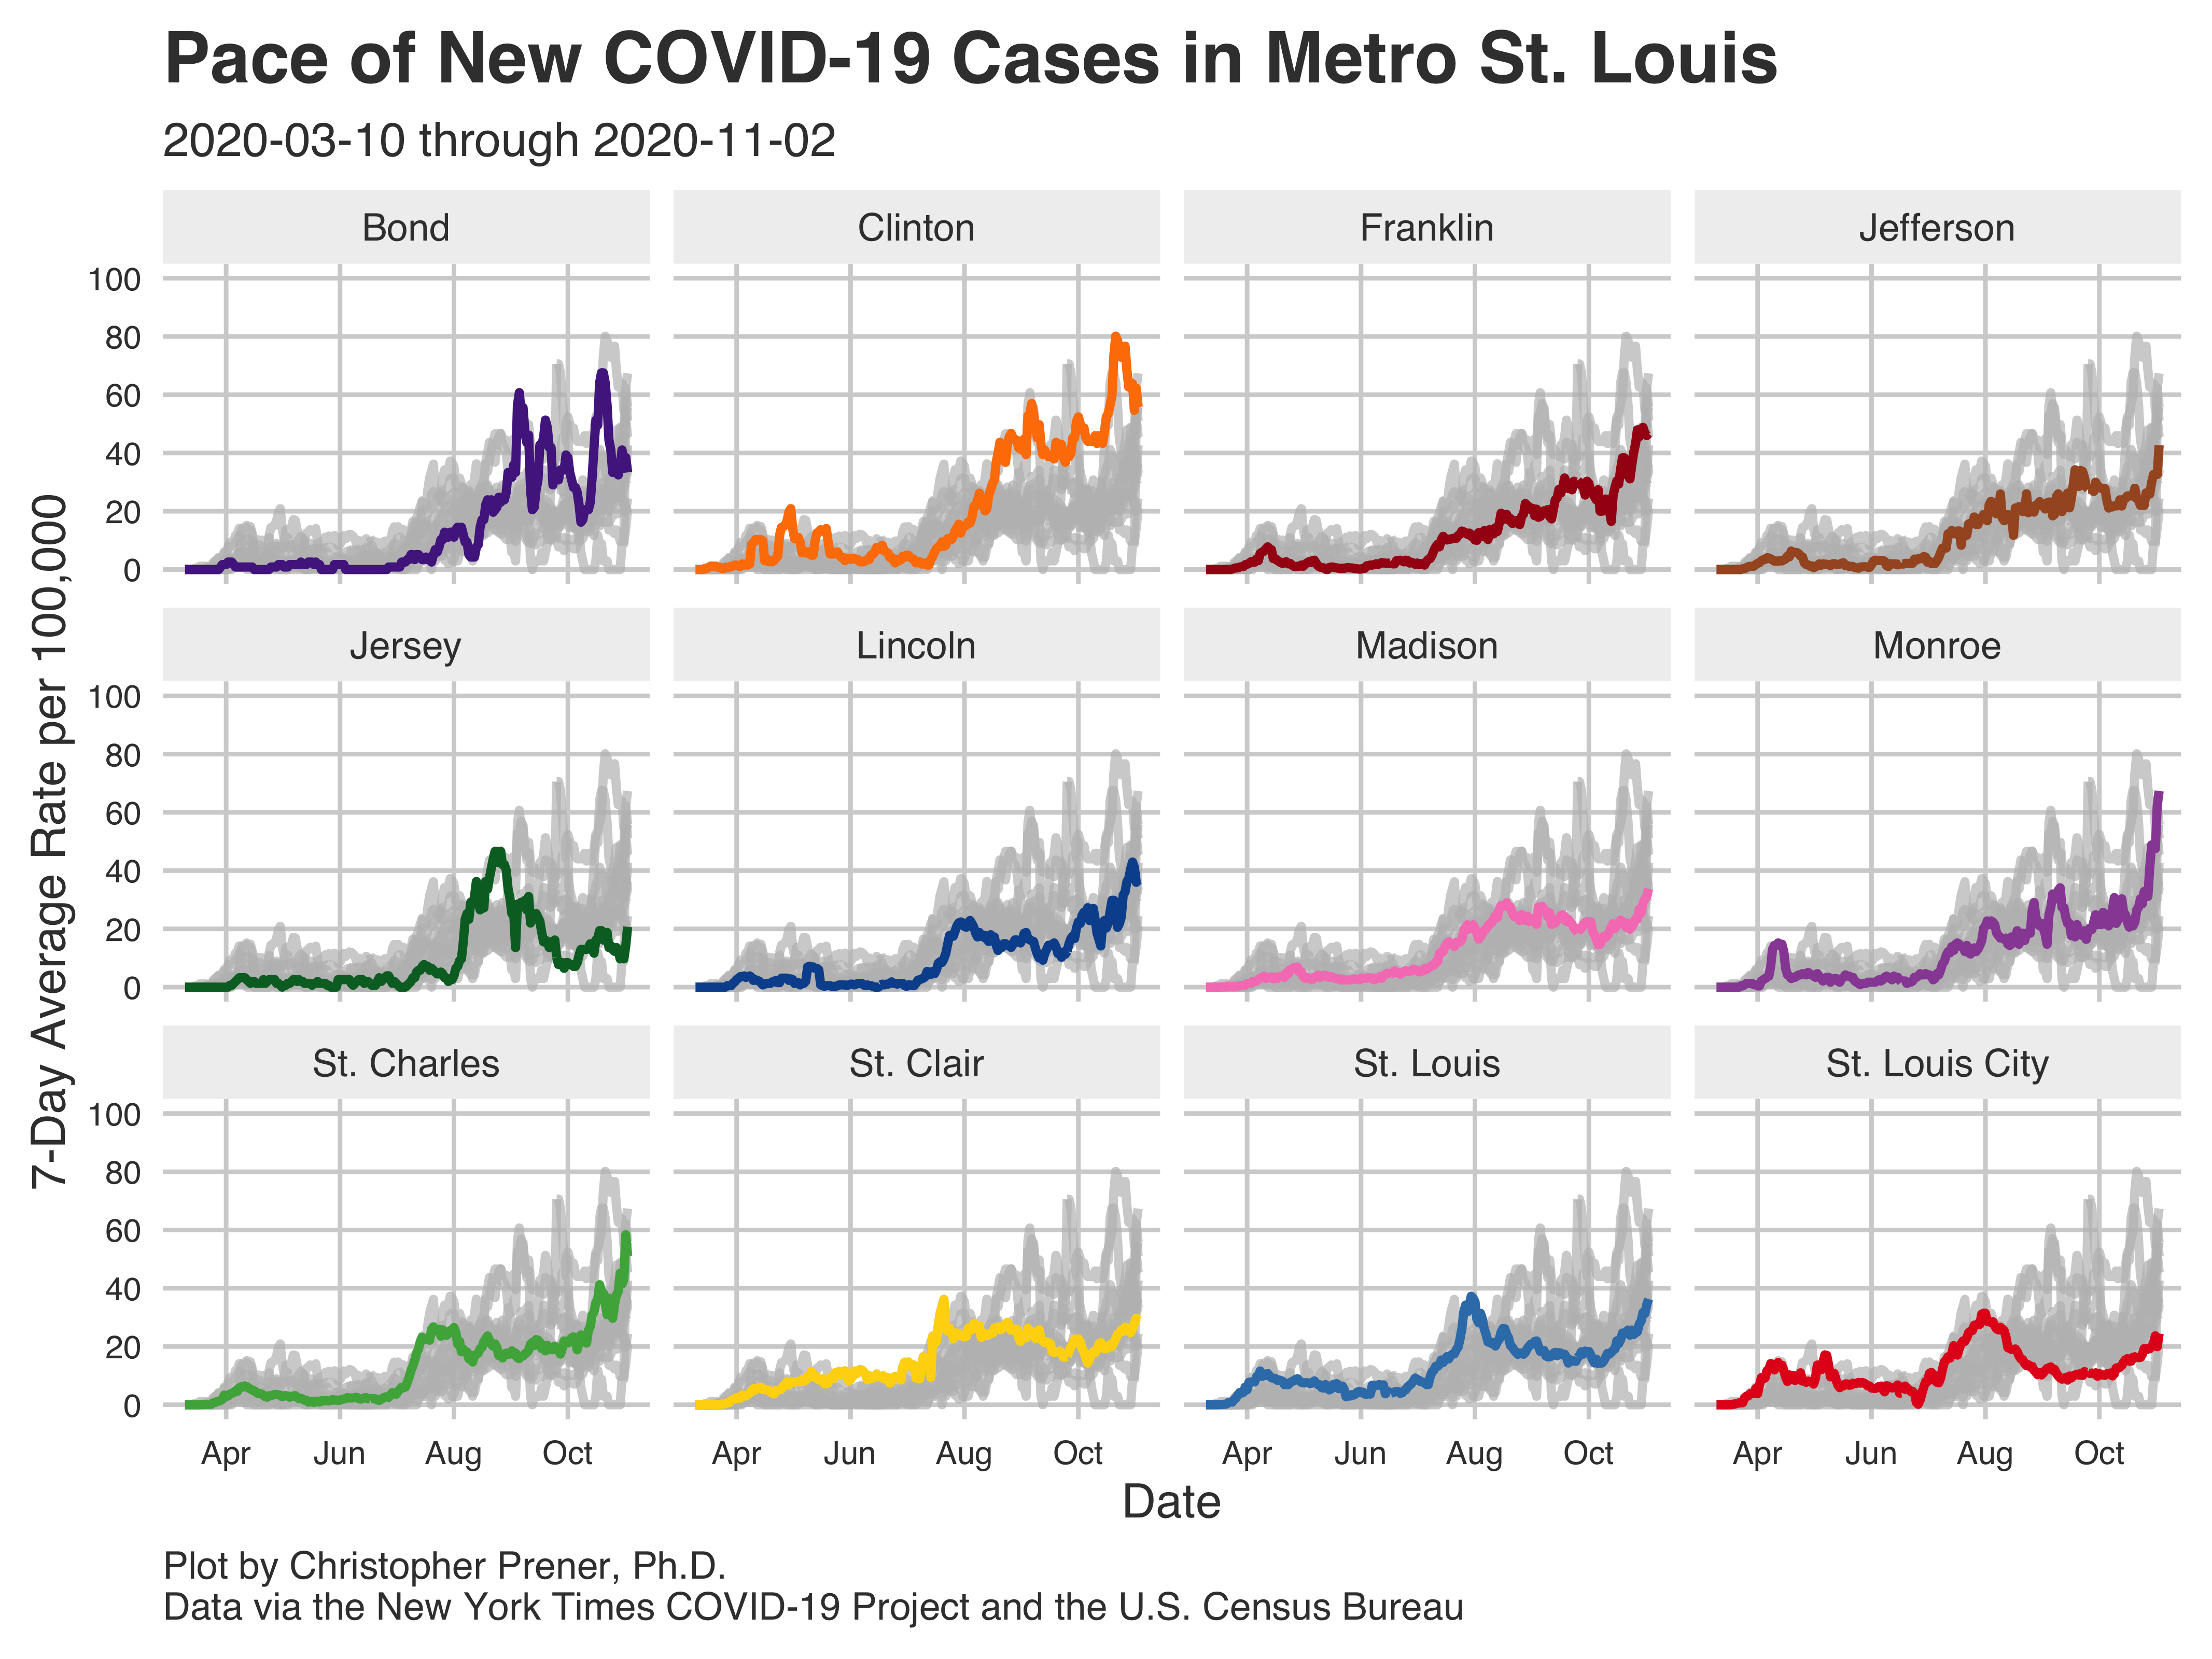 Pace of New COVID-19 Cases in Metro St. Louis
2020-03-10 through 2020-11-02
Bond
Clinton
Franklin
Jefferson
100
80
60
40
20
0
Jersey
Lincoln
Madison
Monroe
100
80
60
40
20
0
St. Charles
St. Clair
St. Louis
St. Louis City
100
80
60
40
20
0
7-Day Average Rate per 100,000
Apr Jun Aug Oct
Apr Jun Aug Oct
Apr Jun Aug Oct
Apr Jun Aug Oct
Date
Plot by Christopher Prener, Ph.D.
Data via the New York Times COVID-19 Project and the U.S. Census Bureau